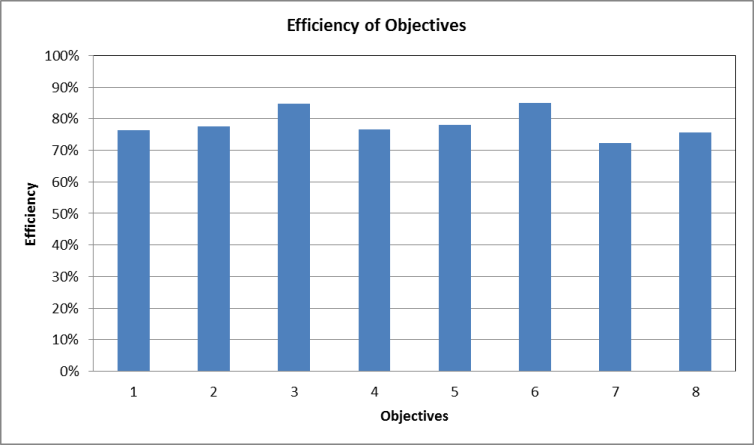 Efficiency of Objectives
100%
90%
80%
70%
60%
50%
40%
30%
20%
10%
0%
Efficiency
1 2 3 4 5 6 7 8
Objectives